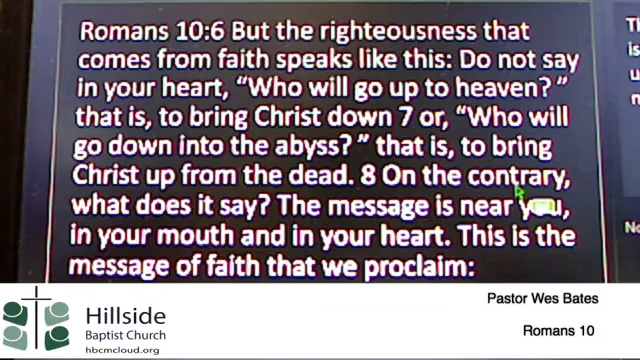 Romans 10:6 But the righteousness that
comes from faith speaks like this: Do not say
in your heart, “Who will go up to heaven?”
that is, to bring Christ down 7 or, “Who will
go down into the abyss?” that is, to bring
Christ up from the dead. 8 On the contrary,
what does it say? The message is near you,
in your mouth and in your heart. This is the
message of faith that we proclaim:
Hillside
Baptist Church
hbcmcloud.org
Pastor Wes Bates
Romans 10